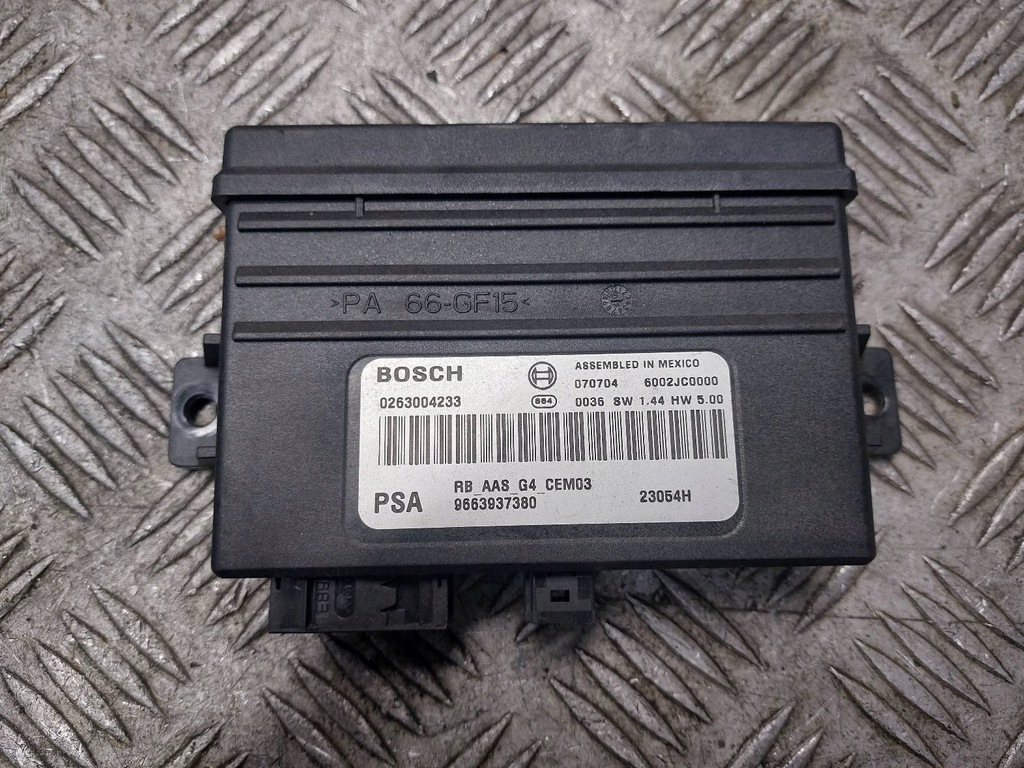 >PA 66-GF15<
BOSCH
ASSEMBLED IN MEXICO
070704 6002JC0000
0263004233
884 0036 SW 1.44 HW 5.00
RB_AAS_G4_CEM03
PSA
9663937380
23054H